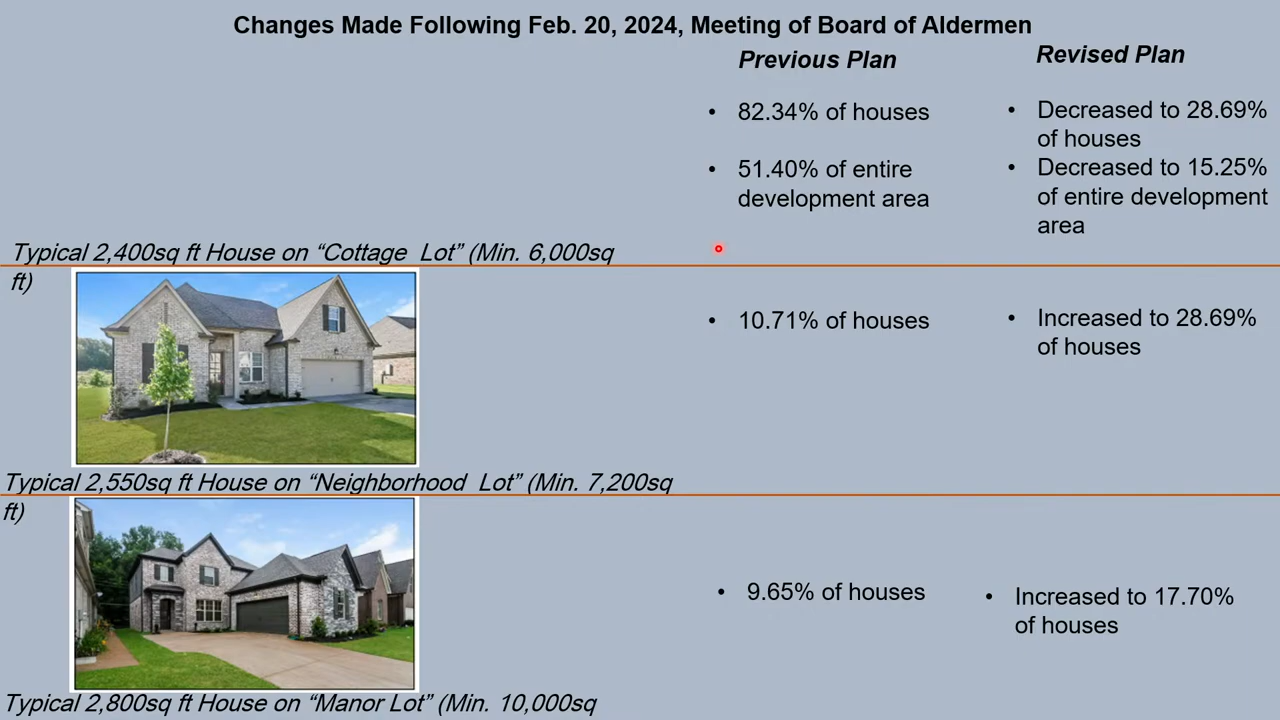 Changes Made Following Feb. 20, 2024, Meeting of Board of Aldermen
Previous Plan
Revised Plan
• 82.34% of houses
• Decreased to 28.69%
of houses
• 51.40% of entire
development area
• Decreased to 15.25%
of entire development
area
Typical 2,400sq ft House on “Cottage Lot” (Min. 6,000sq
ft)
• 10.71% of houses
• Increased to 28.69%
of houses
Typical 2,550sq ft House on “Neighborhood Lot” (Min. 7,200sq
ft)
• 9.65% of houses
• Increased to 17.70%
of houses
Typical 2,800sq ft House on “Manor Lot” (Min. 10,000sq